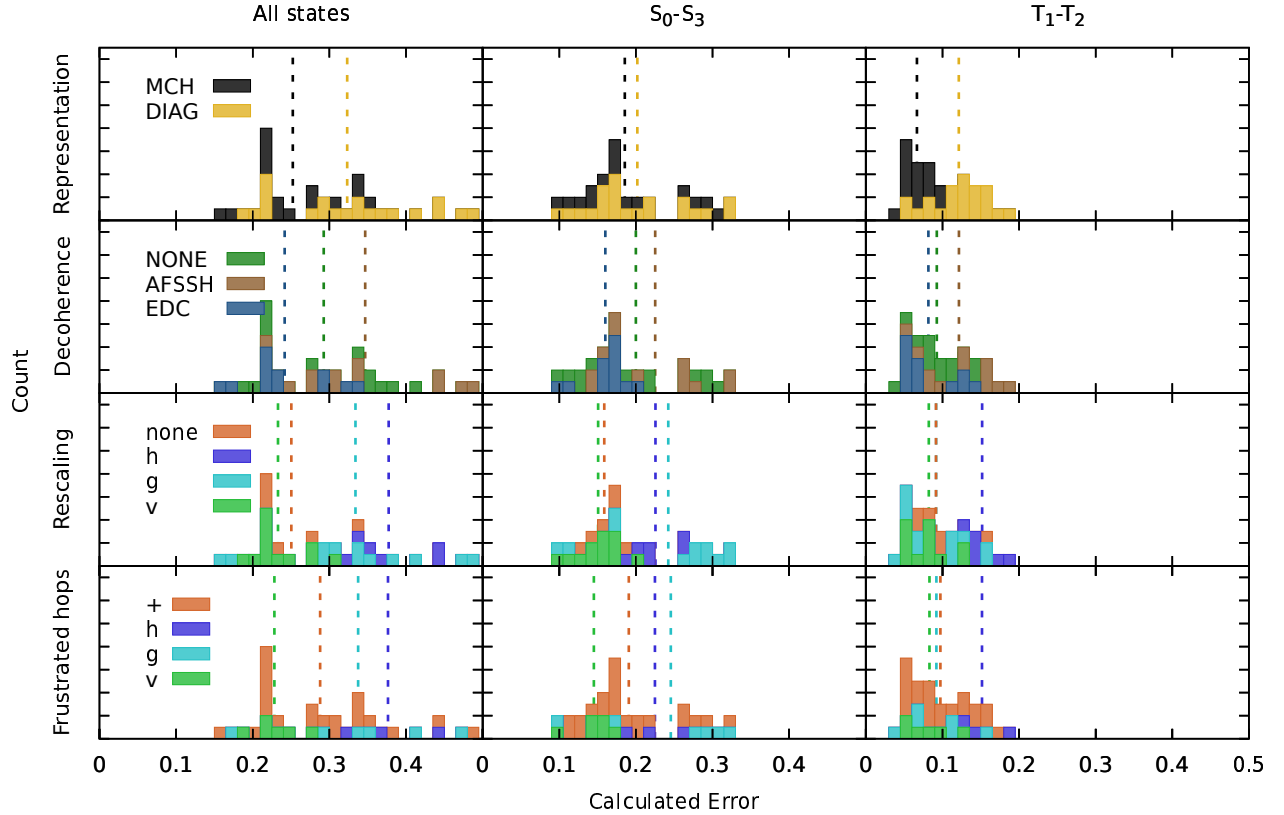 All states
S₀-S₃
T₁-T₂
Representation
MCH
DIAG
Decoherence
NONE
AFSSH
EDC
Count
Rescaling
none
h
g
v
Frustrated hops
+
h
g
v
0 0.1 0.2 0.3 0.4 0 0.1 0.2 0.3 0.4 0 0.1 0.2 0.3 0.4 0.5
Calculated Error